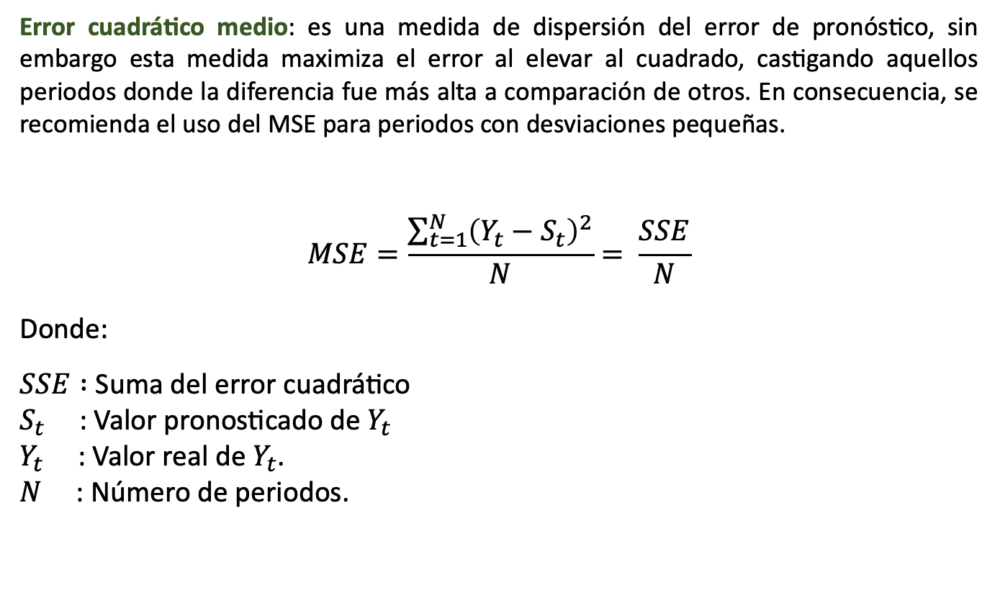 Error cuadrático medio: es una medida de dispersión del error de pronóstico, sin
embargo esta medida maximiza el error al elevar al cuadrado, castigando aquellos
periodos donde la diferencia fue más alta a comparación de otros. En consecuencia, se
recomienda el uso del MSE para periodos con desviaciones pequeñas.
MSE = \frac{\sum_{t=1}^{N}(Y_t - S_t)^2}{N} = \frac{SSE}{N}
Donde:
SSE : Suma del error cuadrático
S_t : Valor pronosticado de Y_t
Y_t : Valor real de Y_t.
N : Número de periodos.